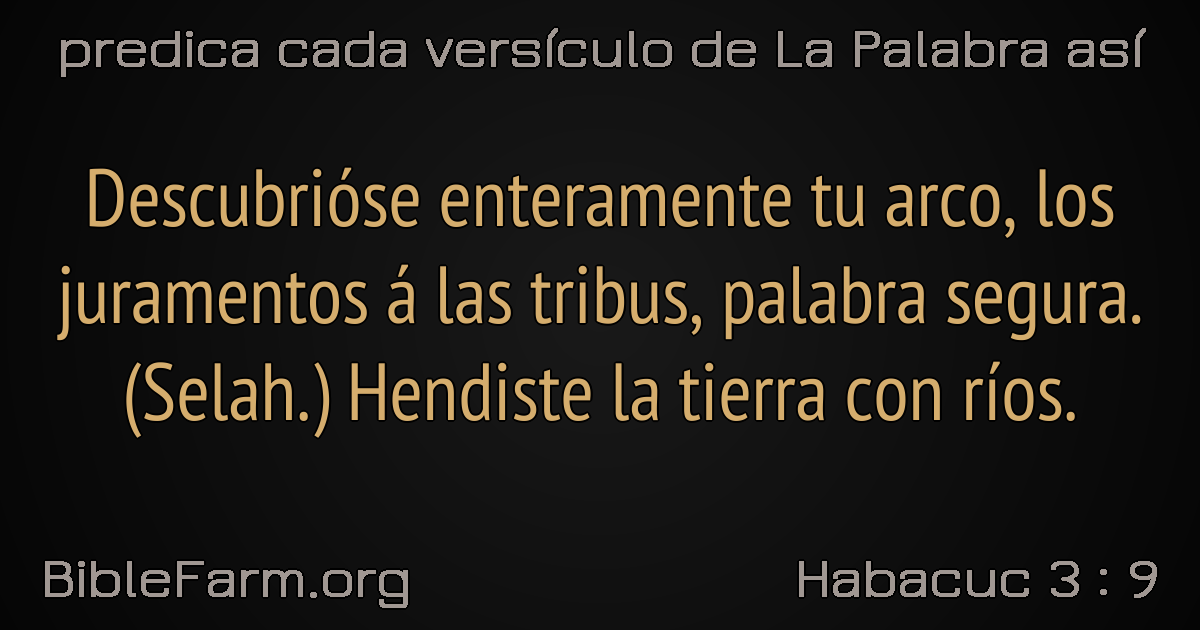 predica cada versículo de La Palabra así
Descubrióse enteramente tu arco, los
juramentos á las tribus, palabra segura.
(Selah.) Hendiste la tierra con ríos.
BibleFarm.org
Habacuc 3 : 9